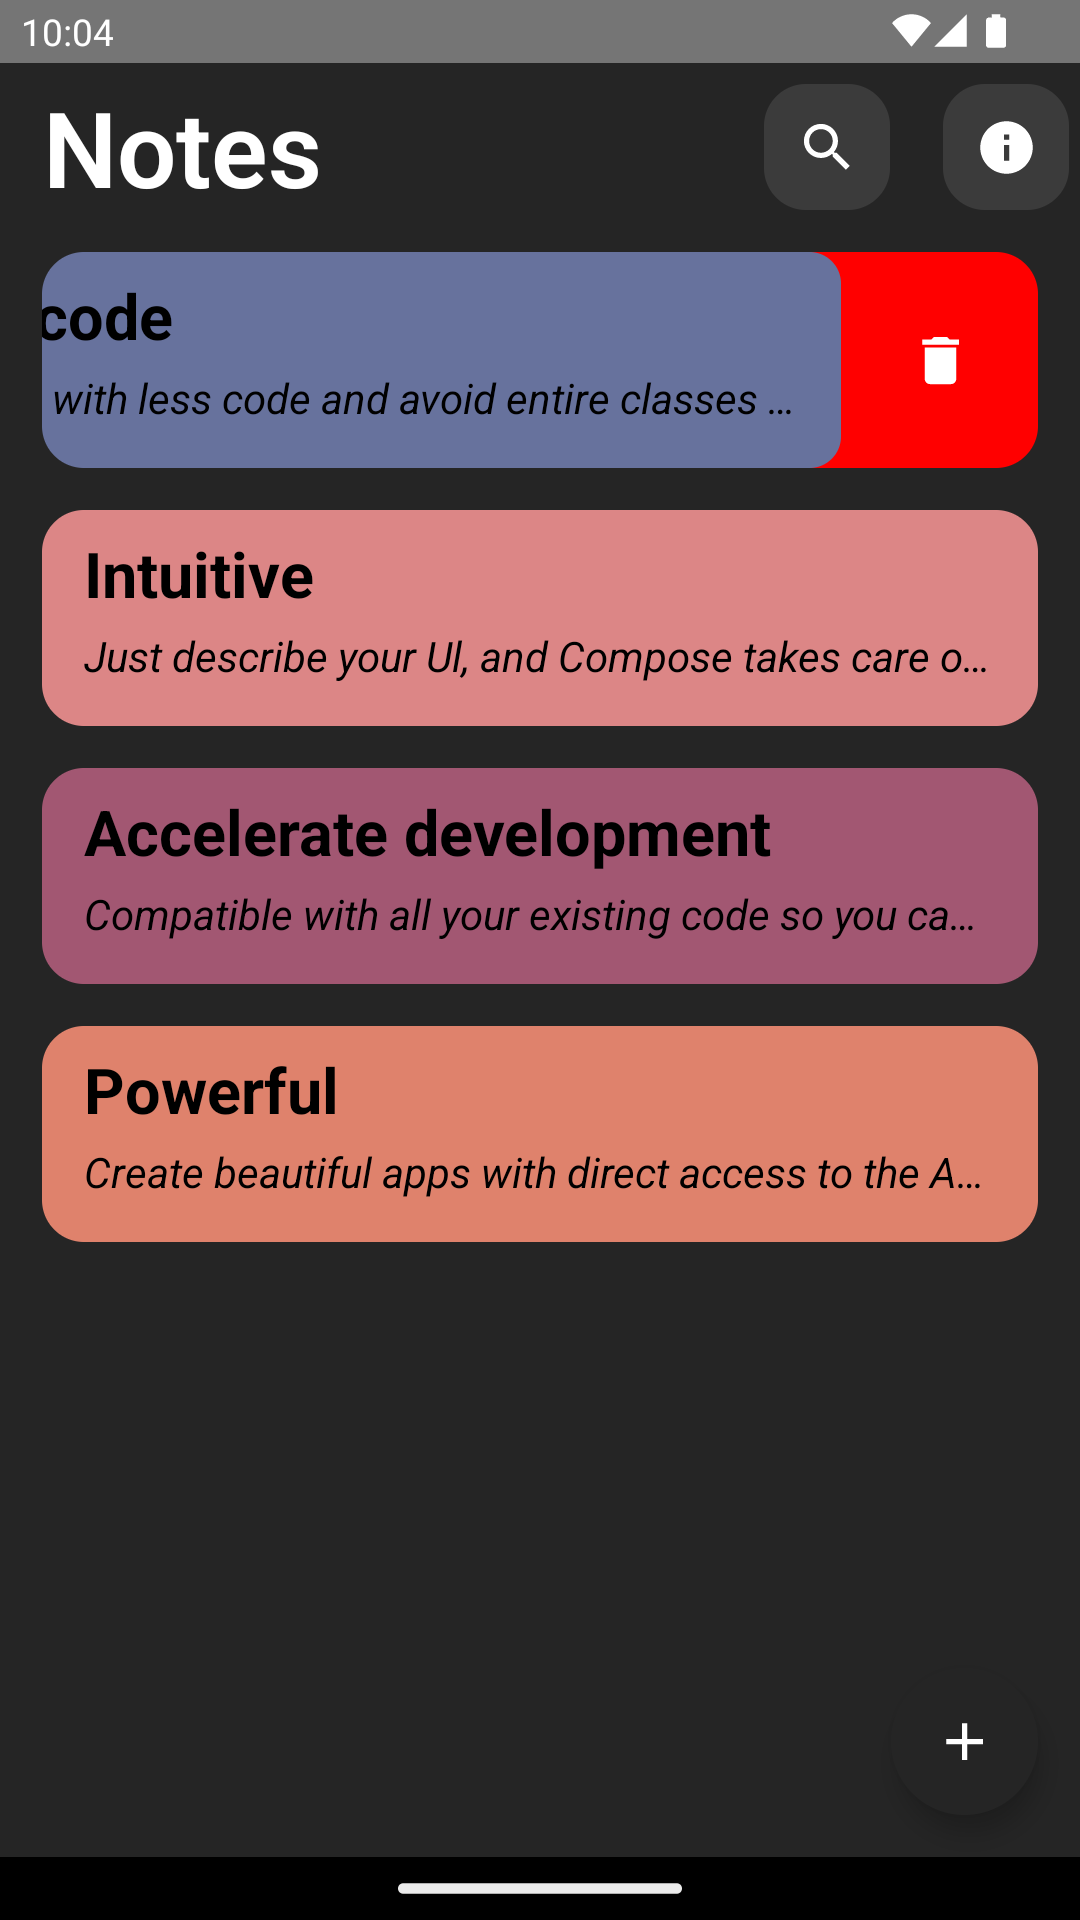 10:04
Notes
code
with less code and avoid entire classes ...
Intuitive
Just describe your UI, and Compose takes care o...
Accelerate development
Compatible with all your existing code so you ca...
Powerful
Create beautiful apps with direct access to the A...